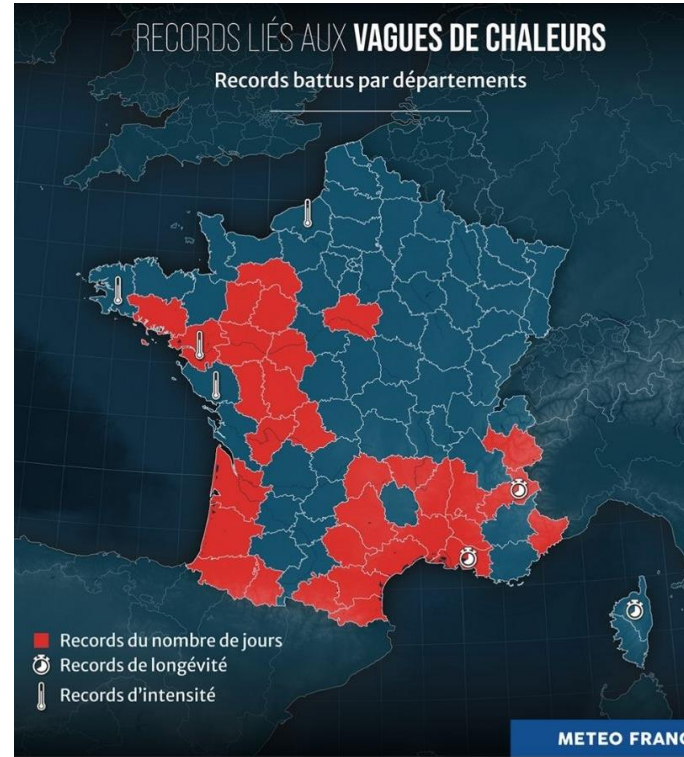 RECORDS LIÉS AUX VAGUES DE CHALEURS
Records battus par départements
Records du nombre de jours
Records de longévité
Records d'intensité
METEO FRANC